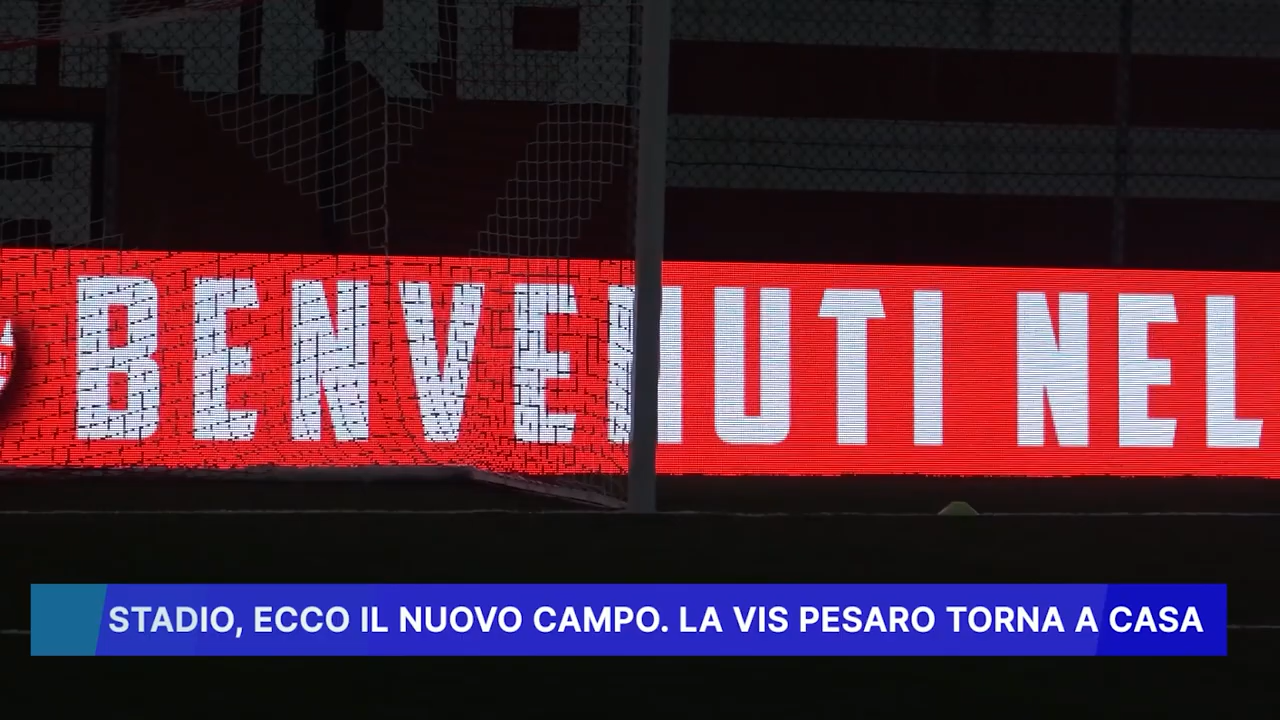 BENVENUTI NEL
STADIO, ECCO IL NUOVO CAMPO. LA VIS PESARO TORNA A CASA